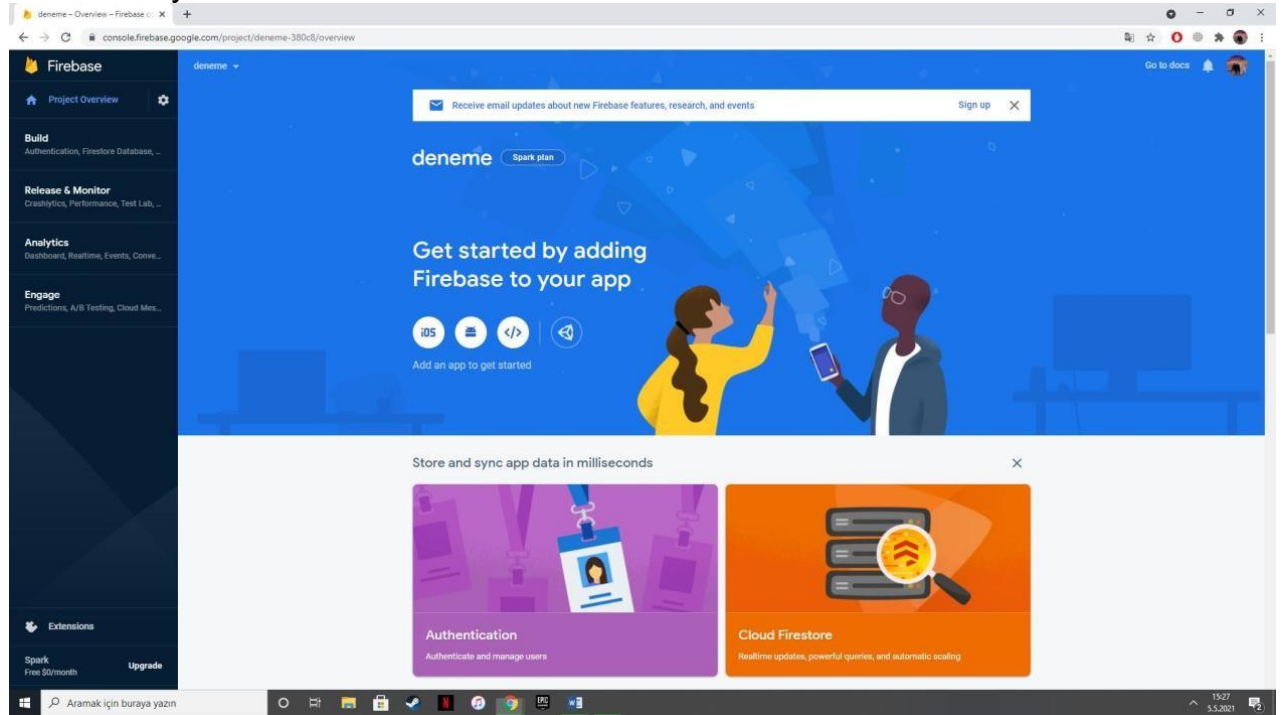 deneme – Overview – Firebase c
console.firebase.google.com/project/deneme-380c8/overview
Firebase
deneme
Go to docs
Project Overview
Receive email updates about new Firebase features, research, and events
Sign up
Build
Authentication, Firestore Database, ...
deneme
Spark plan
Release & Monitor
Crashlytics, Performance, Test Lab, ...
Analytics
Dashboard, Realtime, Events, Conve...
Get started by adding
Firebase to your app
Engage
Predictions, A/B Testing, Cloud Mes...
iOS
</>
Add an app to get started
Store and sync app data in milliseconds
Authentication
Authenticate and manage users
Cloud Firestore
Realtime updates, powerful queries, and automatic scaling
Extensions
Spark
Free $0/month
Upgrade
Aramak için buraya yazın
EPIC
15:27
5.5.2021
2